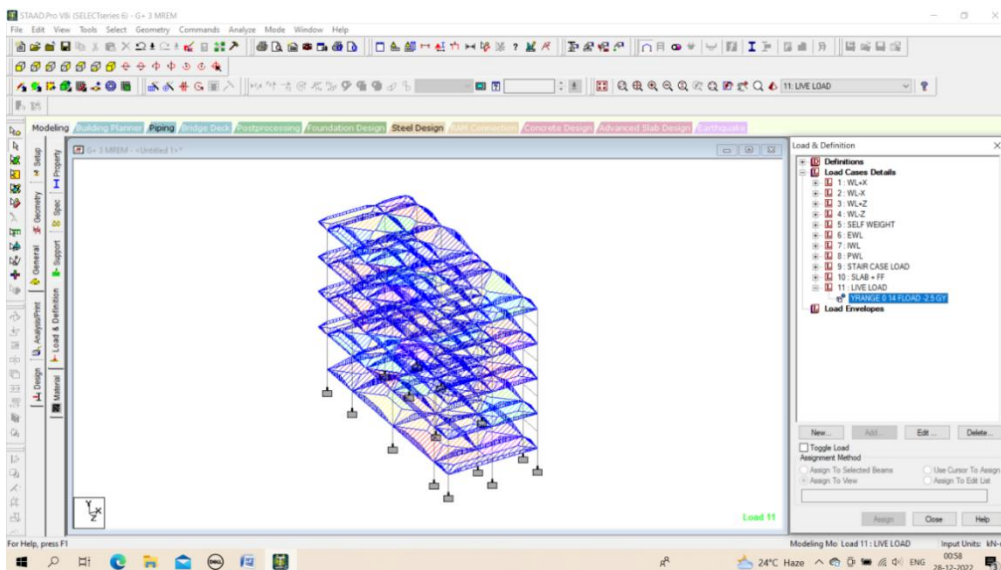 STAAD.Pro V8i (SELECTseries 6) - G+ 3 MREM
File Edit View Tools Select Geometry Commands Analyze Mode Window Help
11: LIVE LOAD
Modeling Building Planner Piping Bridge Deck Postprocessing Foundation Design Steel Design RAM Connection Concrete Design Advanced Slab Design Earthquake
G+ 3 MREM - <Untitled 1>*
Setup
Geometry
General
Analysis/Print
Design
Property
Spec
Support
Load & Definition
Material
Y
X
Z
Load 11
Load & Definition
Definitions
Load Cases Details
1 : WL+X
2 : WL-X
3 : WL+Z
4 : WL-Z
5 : SELF WEIGHT
6 : EWL
7 : IWL
8 : PWL
9 : STAIR CASE LOAD
10 : SLAB + FF
11 : LIVE LOAD
YRANGE 0 14 FLOAD -2.5 GY
Load Envelopes
New... Add... Edit ... Delete...
Toggle Load
Assignment Method
Assign To Selected Beams Use Cursor To Assign
Assign To View Assign To Edit List
Assign Close Help
For Help, press F1 Modeling Mo Load 11 : LIVE LOAD Input Units: kN-
DELL
24°C Haze ENG 00:58
28-12-2022